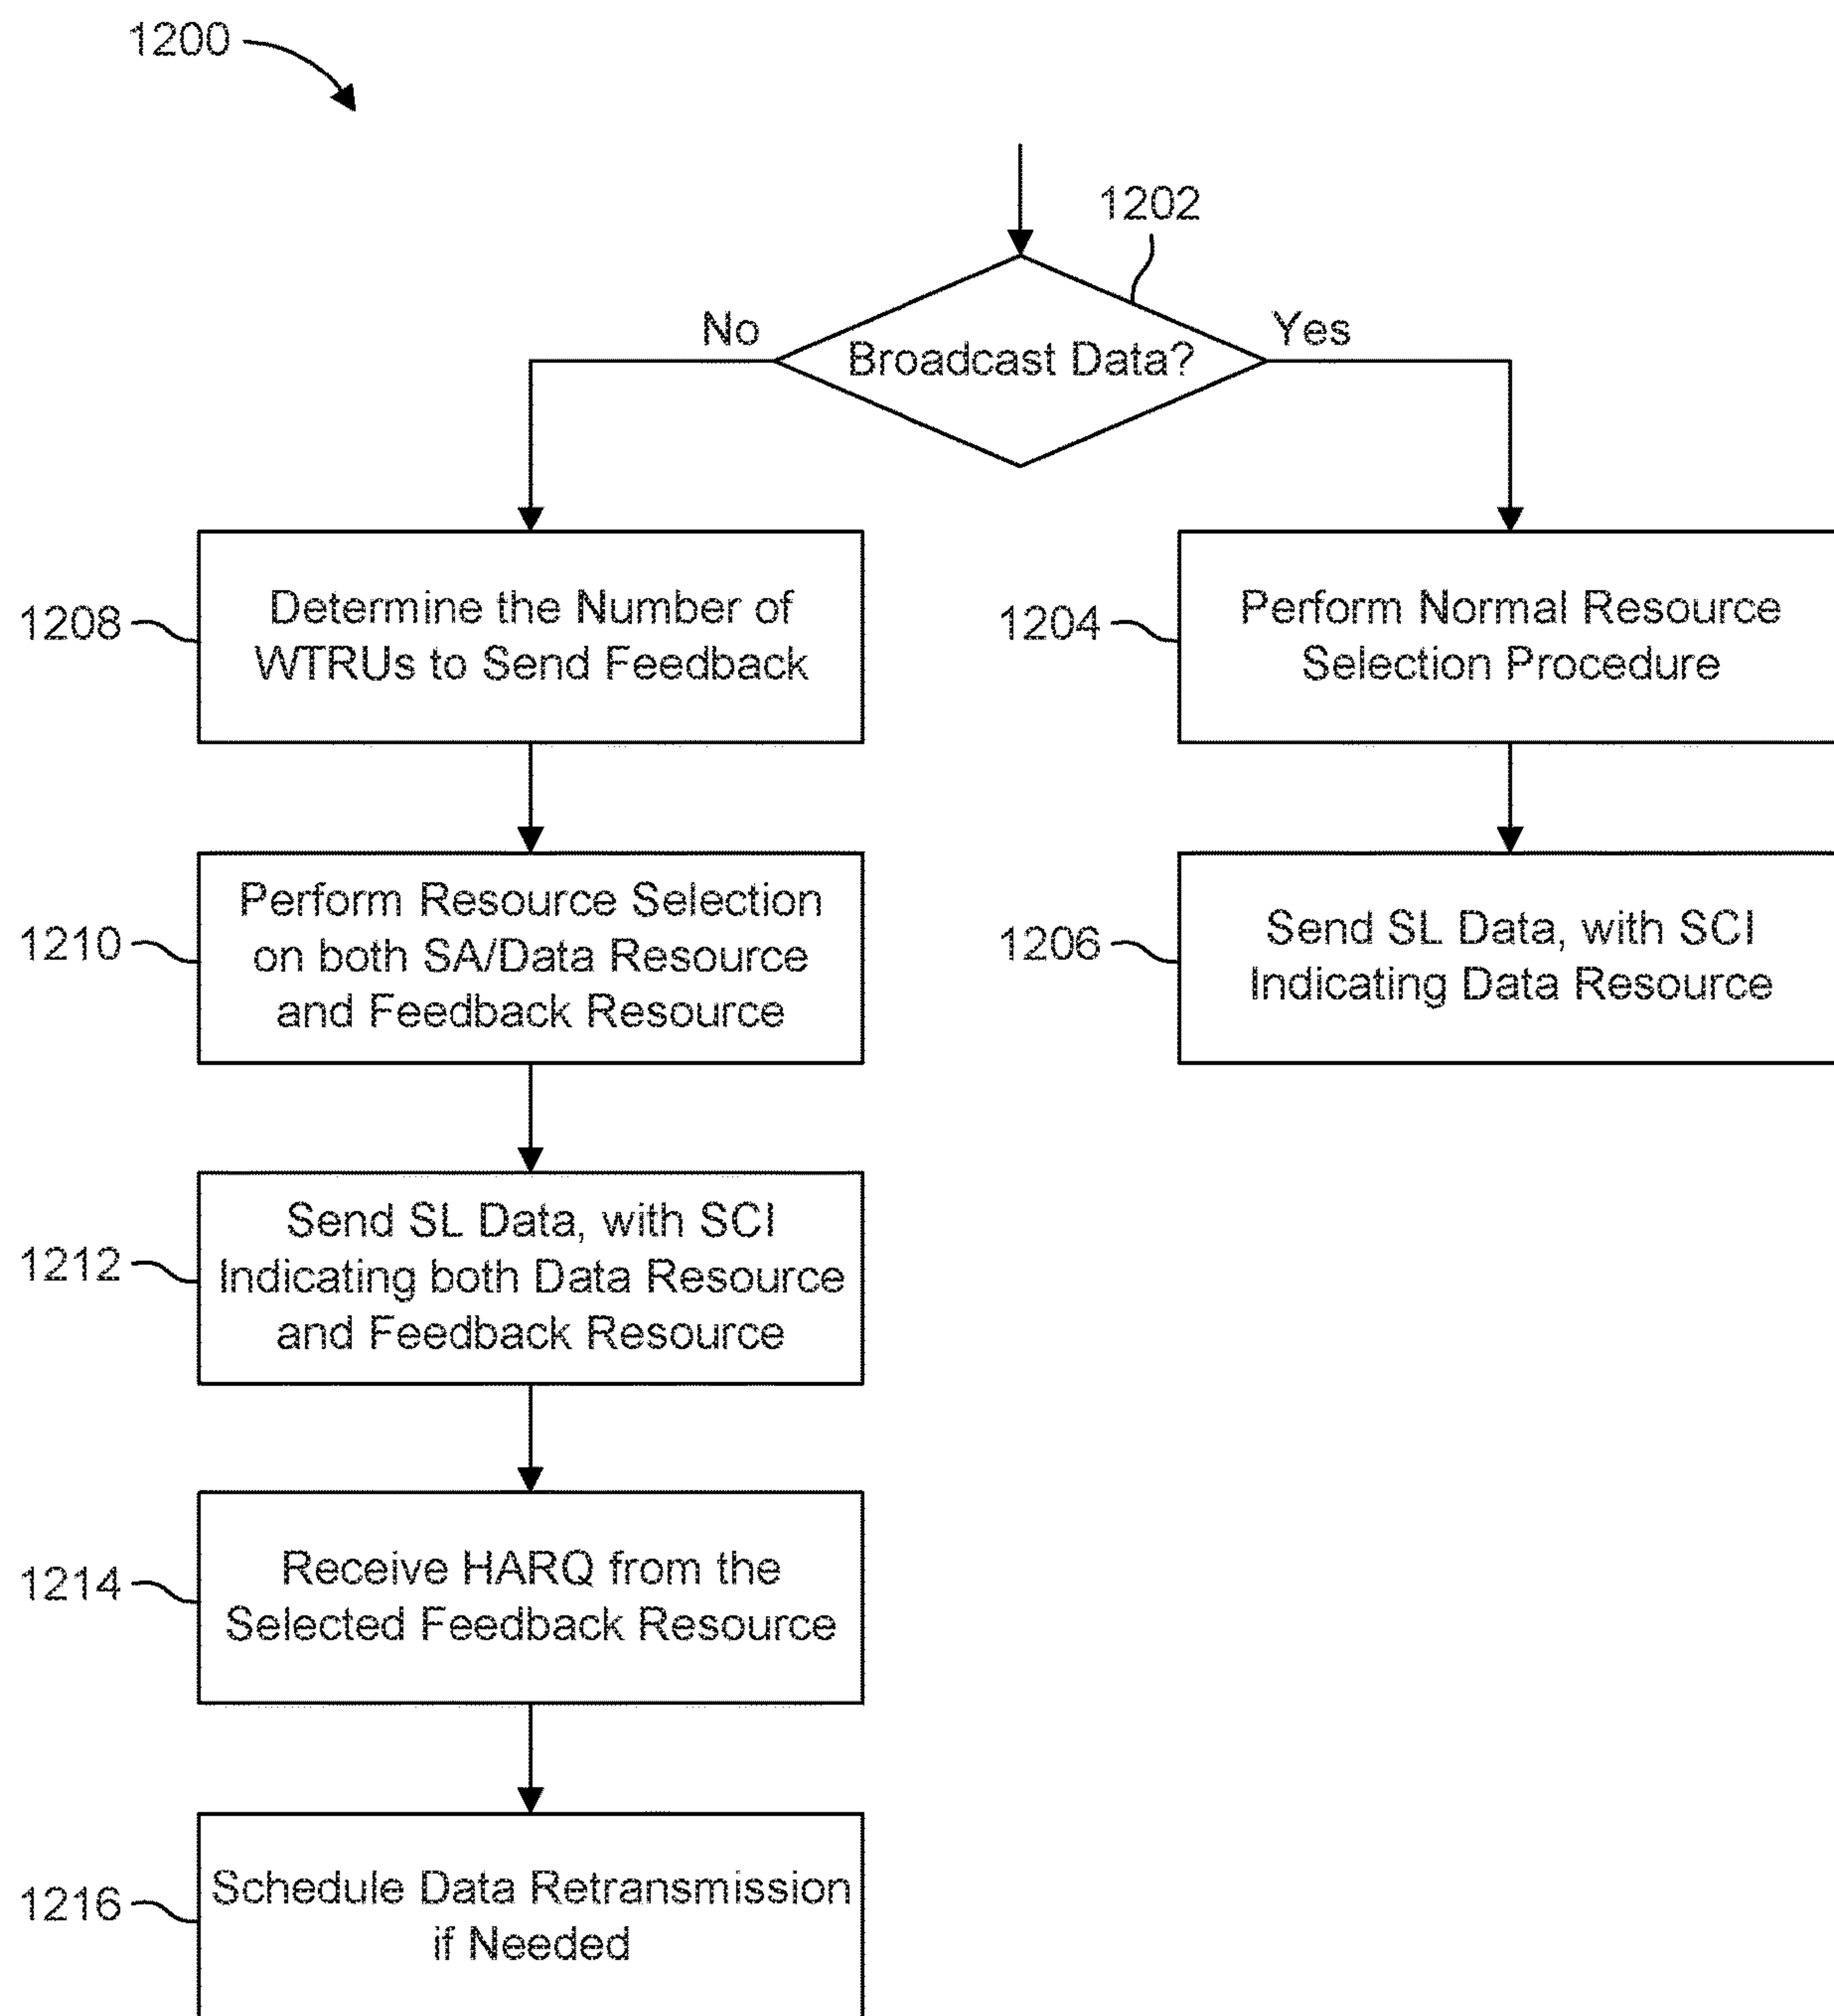 1200
1202
No
Yes
Broadcast Data?
1208
Determine the Number of
WTRUs to Send Feedback
1204
Perform Normal Resource
Selection Procedure
1210
Perform Resource Selection
on both SA/Data Resource
and Feedback Resource
1206
Send SL Data, with SCI
Indicating Data Resource
1212
Send SL Data, with SCI
Indicating both Data Resource
and Feedback Resource
1214
Receive HARQ from the
Selected Feedback Resource
1216
Schedule Data Retransmission
if Needed